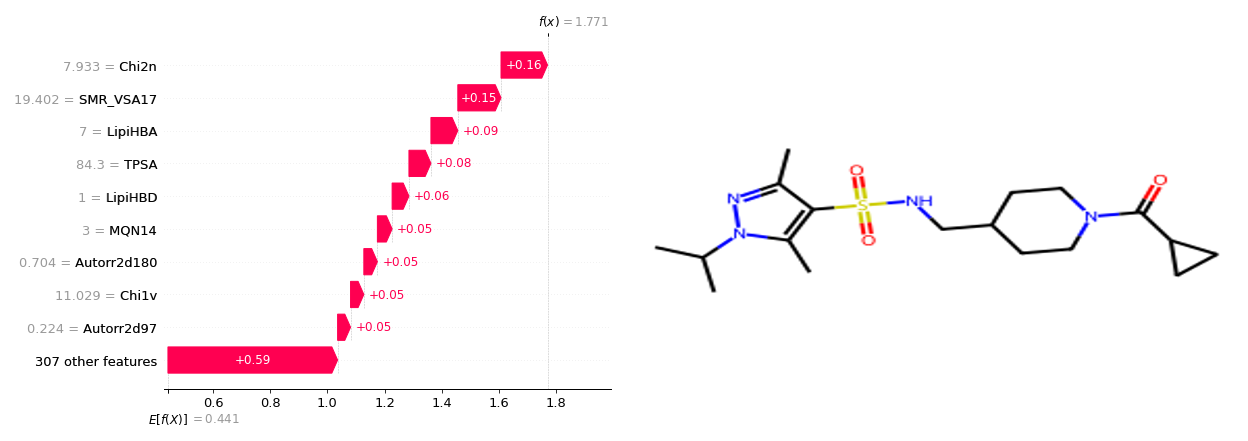 f(x) = 1.771
7.933 = Chi2n
+0.16
19.402 = SMR_VSA17
+0.15
7 = LipiHBA
+0.09
84.3 = TPSA
+0.08
1 = LipiHBD
+0.06
3 = MQN14
+0.05
0.704 = Autorr2d180
+0.05
11.029 = Chi1v
+0.05
0.224 = Autorr2d97
+0.05
307 other features
+0.59
0.6 0.8 1.0 1.2 1.4 1.6 1.8
E[f(X)] = 0.441
N
N
O
S
O
NH
N
O